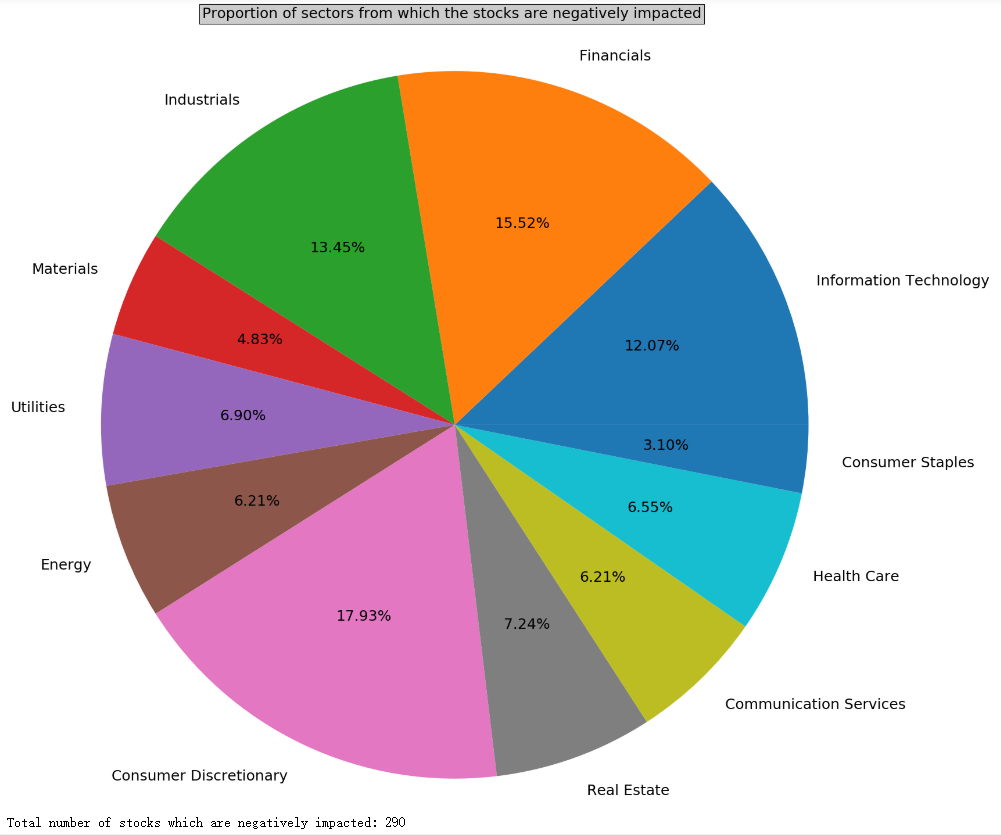 Proportion of sectors from which the stocks are negatively impacted
Financials
Industrials
15.52%
13.45%
Materials
Information Technology
4.83%
12.07%
Utilities
6.90%
3.10%
Consumer Staples
6.21%
6.55%
Energy
Health Care
6.21%
17.93%
7.24%
Communication Services
Consumer Discretionary
Real Estate
Total number of stocks which are negatively impacted: 290